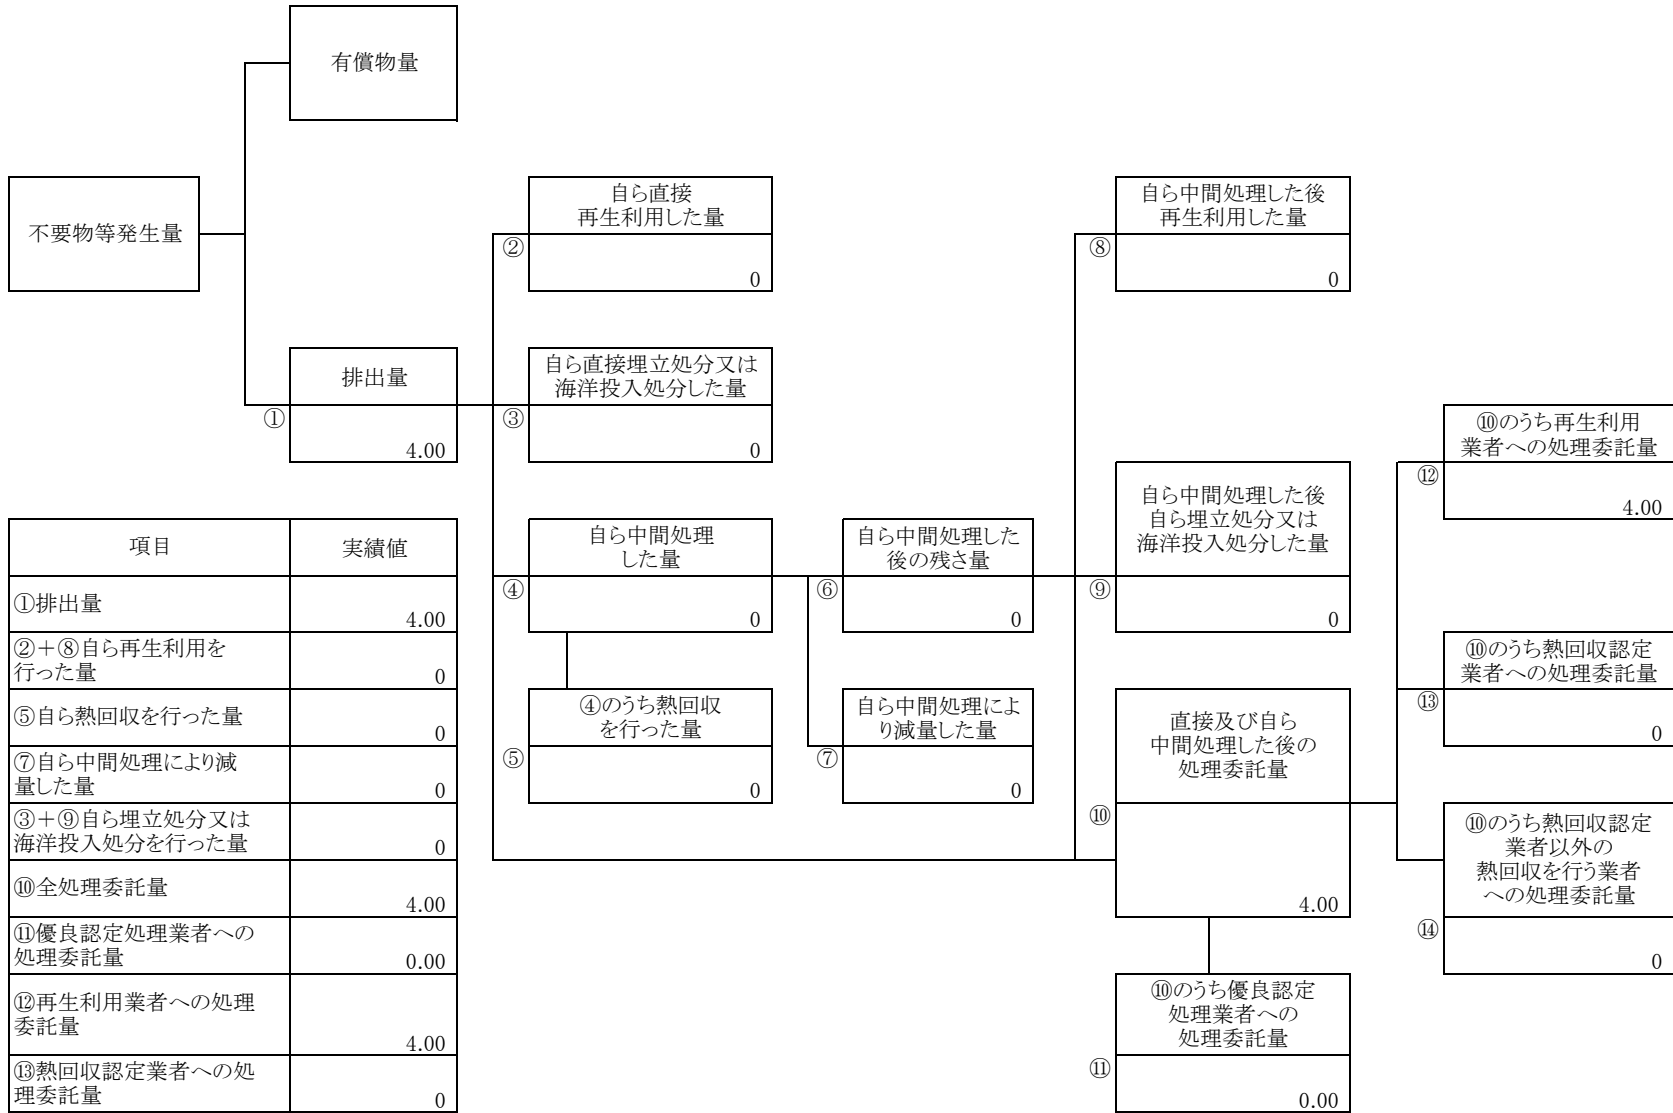 有償物量
不要物等発生量
自ら直接
再生利用した量
②
0
自ら中間処理した後
再生利用した量
⑧
0
排出量
①
4.00
自ら直接埋立処分又は
海洋投入処分した量
③
0
⑩のうち再生利用
業者への処理委託量
⑫
4.00
自ら中間処理
した量
④
0
自ら中間処理した
後の残さ量
⑥
0
自ら中間処理した後
自ら埋立処分又は
海洋投入処分した量
⑨
0
⑩のうち熱回収認定
業者への処理委託量
⑬
0
④のうち熱回収
を行った量
⑤
0
自ら中間処理によ
り減量した量
⑦
0
直接及び自ら
中間処理した後の
処理委託量
⑩
4.00
⑩のうち熱回収認定
業者以外の
熱回収を行う業者
への処理委託量
⑭
0
⑩のうち優良認定
処理業者への
処理委託量
⑪
0.00
項目 実績値
①排出量
4.00
②＋⑧自ら再生利用を
行った量
0
⑤自ら熱回収を行った量
0
⑦自ら中間処理により減
量した量
0
③＋⑨自ら埋立処分又は
海洋投入処分を行った量
0
⑩全処理委託量
4.00
⑪優良認定処理業者への
処理委託量
0.00
⑫再生利用業者への処理
委託量
4.00
⑬熱回収認定業者への処
理委託量
0